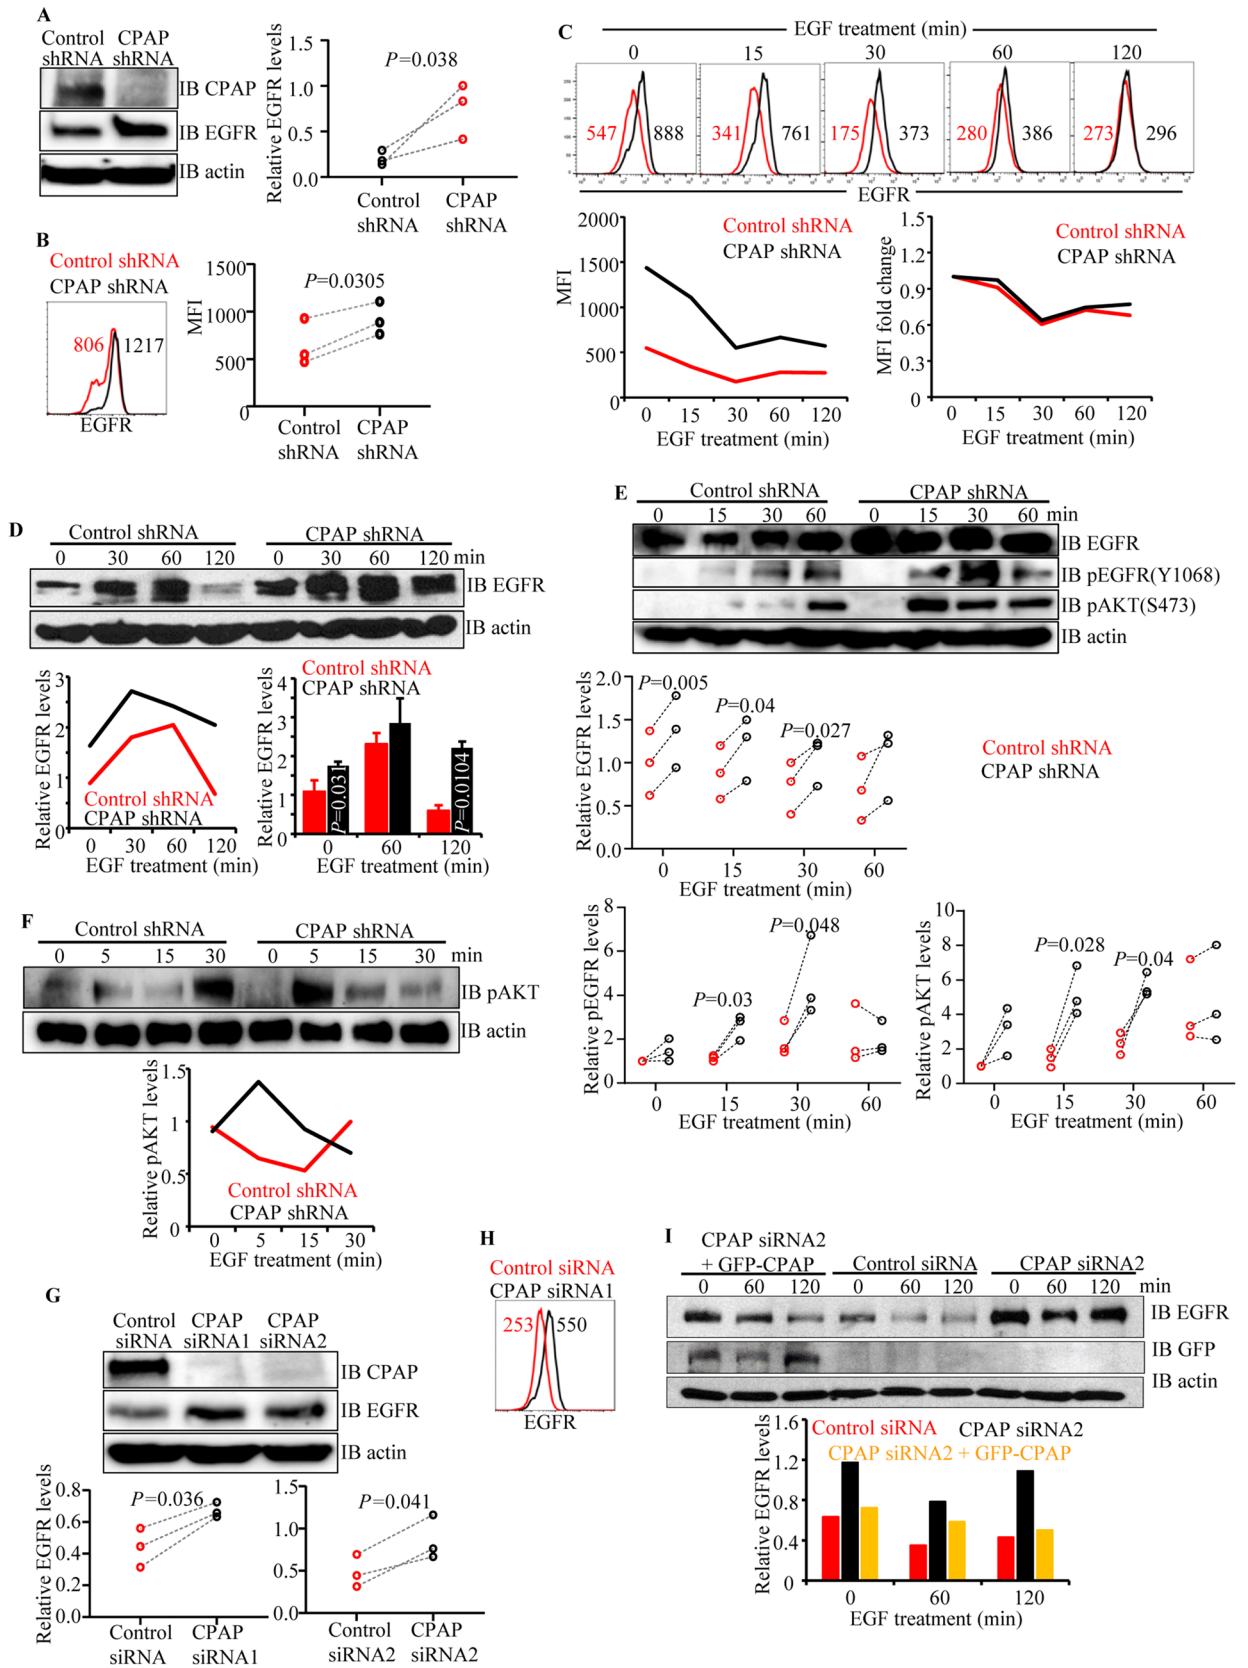 A
Control CPAP
shRNA shRNA
IB CPAP
IB EGFR
IB actin
Relative EGFR levels
1.5
1.0
0.5
0.0
P=0.038
Control CPAP
shRNA shRNA
B
Control shRNA
CPAP shRNA
806 1217
EGFR
MFI
1500
1000
500
0
P=0.0305
Control CPAP
shRNA shRNA
C
EGF treatment (min)
0 15 30 60 120
547 888 341 761 175 373 280 386 273 296
EGFR
MFI
2000
1500
1000
500
0
Control shRNA
CPAP shRNA
0 15 30 60 120
EGF treatment (min)
MFI fold change
1.5
1.2
0.9
0.6
0.3
0
Control shRNA
CPAP shRNA
0 15 30 60 120
EGF treatment (min)
D
Control shRNA CPAP shRNA
0 30 60 120 0 30 60 120 min
IB EGFR
IB actin
Relative EGFR levels
3
2
1
0
Control shRNA
CPAP shRNA
0 30 60 120
EGF treatment (min)
Relative EGFR levels
4
3
2
1
0
Control shRNA
CPAP shRNA
P=0.031
P=0.0104
0 60 120
EGF treatment (min)
E
Control shRNA CPAP shRNA
0 15 30 60 0 15 30 60 min
IB EGFR
IB pEGFR(Y1068)
IB pAKT(S473)
IB actin
Relative EGFR levels
2.0
1.5
1.0
0.5
0.0
P=0.005
P=0.04
P=0.027
0 15 30 60
EGF treatment (min)
Control shRNA
CPAP shRNA
Relative pEGFR levels
8
6
4
2
0
P=0.03
P=0.048
0 15 30 60
EGF treatment (min)
Relative pAKT levels
10
8
6
4
2
0
P=0.028
P=0.04
0 15 30 60
EGF treatment (min)
F
Control shRNA CPAP shRNA
0 5 15 30 0 5 15 30 min
IB pAKT
IB actin
Relative pAKT levels
1.5
1
0.5
0
Control shRNA
CPAP shRNA
0 5 15 30
EGF treatment (min)
G
Control CPAP CPAP
siRNA siRNA1 siRNA2
IB CPAP
IB EGFR
IB actin
Relative EGFR levels
0.8
0.6
0.4
0.2
0.0
P=0.036
Control CPAP
siRNA siRNA1
1.5
1.0
0.5
0.0
P=0.041
Control CPAP
siRNA2 siRNA2
H
Control siRNA
CPAP siRNA1
253 550
EGFR
I
CPAP siRNA2
+ GFP-CPAP Control siRNA CPAP siRNA2
0 60 120 0 60 120 0 60 120 min
IB EGFR
IB GFP
IB actin
Relative EGFR levels
1.6
1.2
0.8
0.4
0
Control siRNA CPAP siRNA2
CPAP siRNA2 + GFP-CPAP
0 60 120
EGF treatment (min)